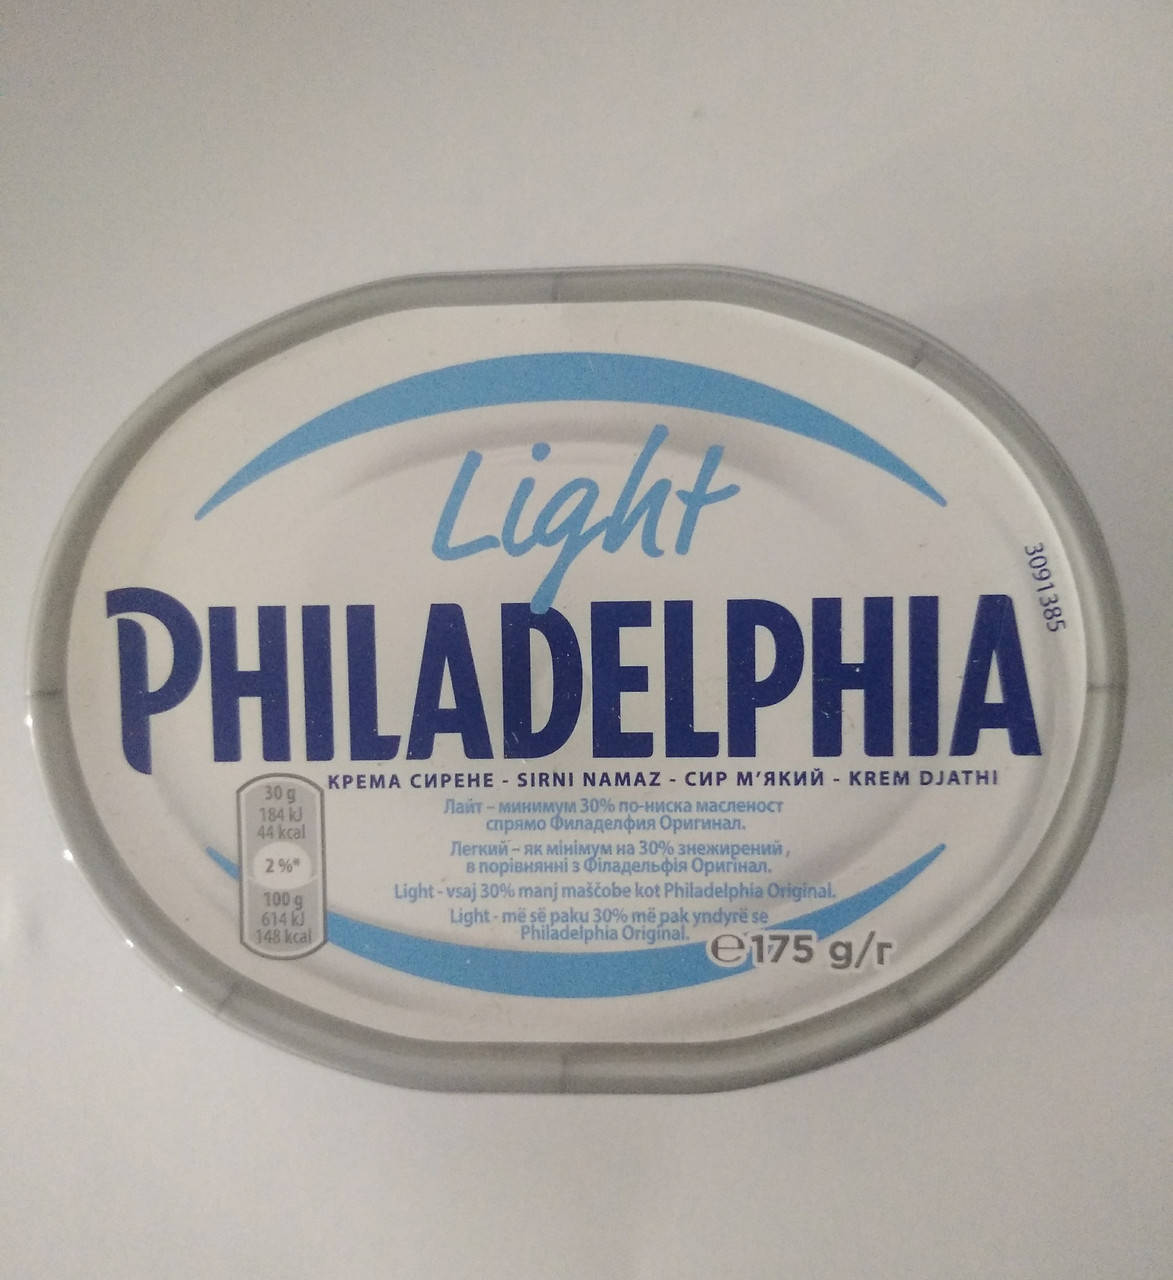 Light
PHILADELPHIA
3091385
КРЕМА СИРЕНЕ - SIRNI NAMAZ - СИР М’ЯКИЙ - KREM DJATHI
30 g
184 kJ
44 kcal
2 %*
100 g
614 kJ
148 kcal
Лайт – минимум 30% по-ниска масленост
спрямо Филаделфия Оригинал.
Легкий – як мінімум на 30% знежирений,
в порівнянні з Філадельфія Оригінал.
Light - vsaj 30% manj maščobe kot Philadelphia Original.
Light - më së paku 30% më pak yndyrë se
Philadelphia Original.
℮175 g/г